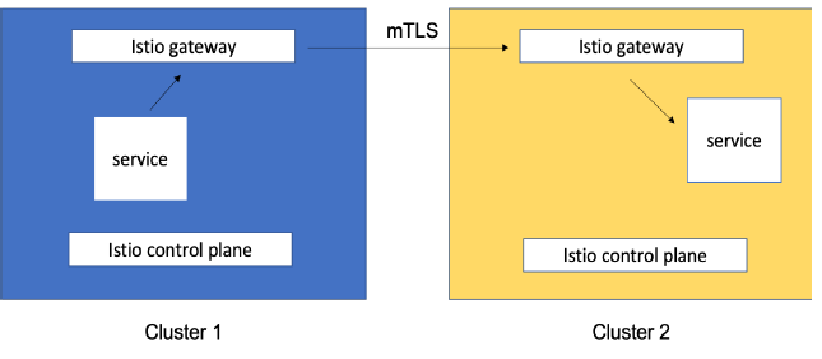 Istio gateway
mTLS
Istio gateway
service
service
Istio control plane
Istio control plane
Cluster 1
Cluster 2